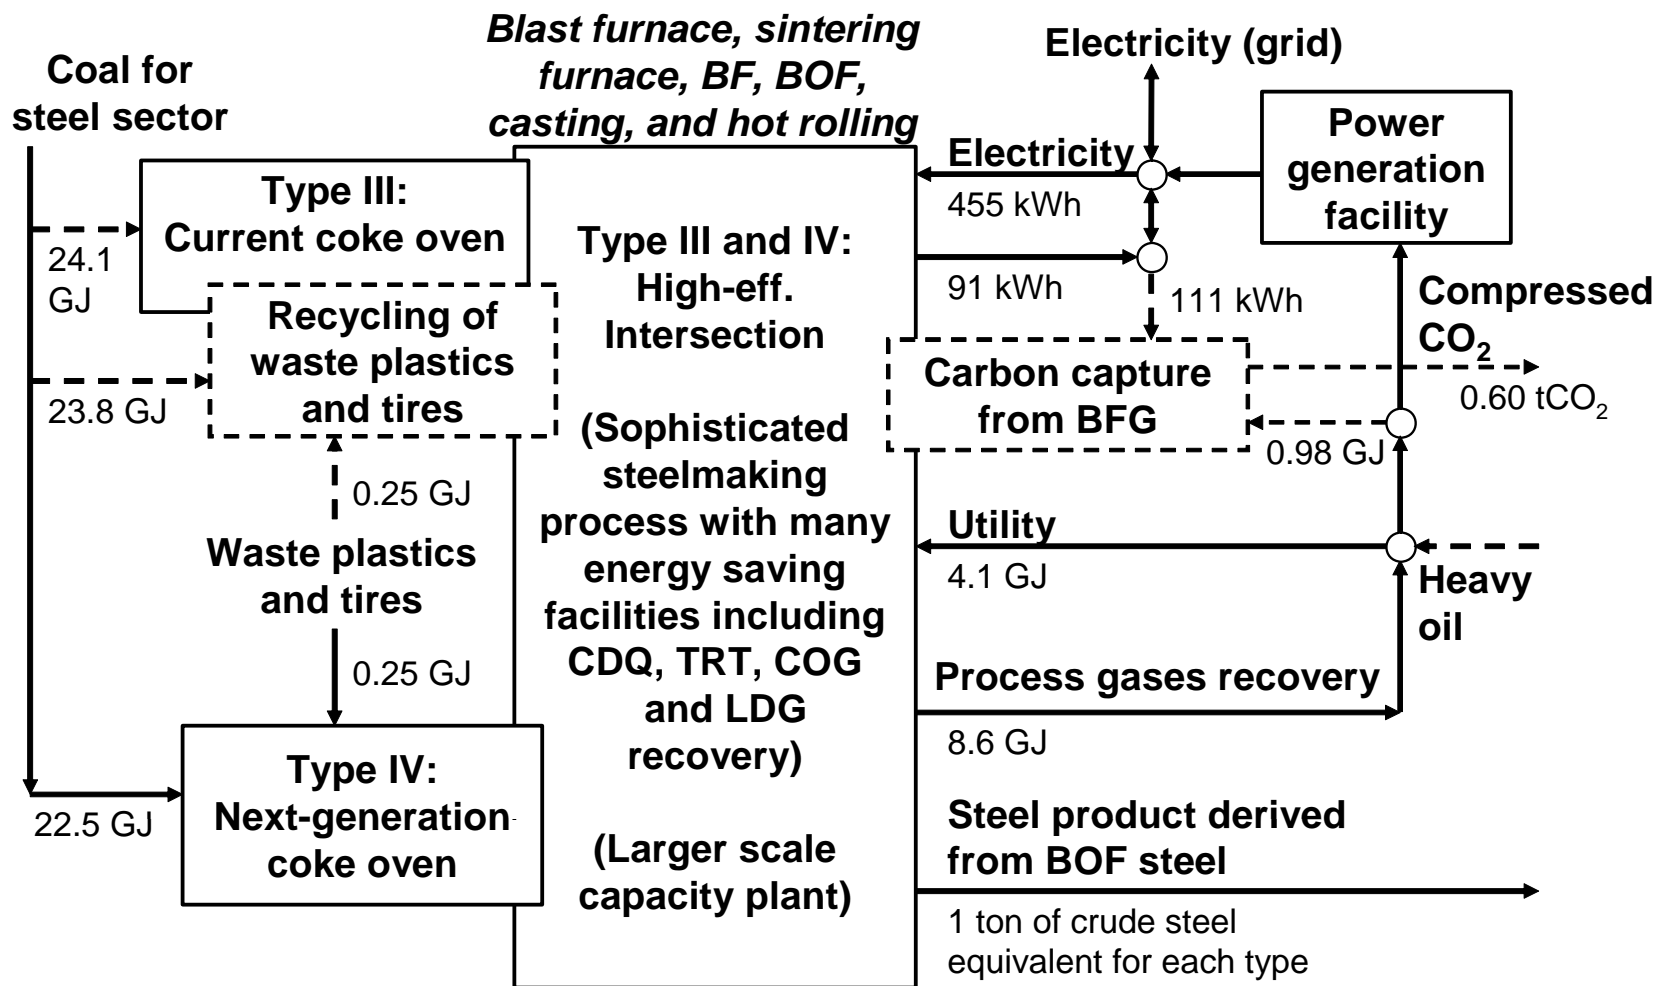 Blast furnace, sintering
furnace, BF, BOF,
casting, and hot rolling
Coal for
steel sector
Electricity (grid)
Type III:
Current coke oven
24.1
GJ
Recycling of
waste plastics
and tires
23.8 GJ
0.25 GJ
Waste plastics
and tires
0.25 GJ
Type IV:
Next-generation
coke oven
22.5 GJ
Type III and IV:
High-eff.
Intersection
(Sophisticated
steelmaking
process with many
energy saving
facilities including
CDQ, TRT, COG
and LDG
recovery)
(Larger scale
capacity plant)
Electricity
455 kWh
91 kWh
111 kWh
Power
generation
facility
Compressed
CO₂
0.60 tCO₂
Carbon capture
from BFG
0.98 GJ
Utility
4.1 GJ
Heavy
oil
Process gases recovery
8.6 GJ
Steel product derived
from BOF steel
1 ton of crude steel
equivalent for each type